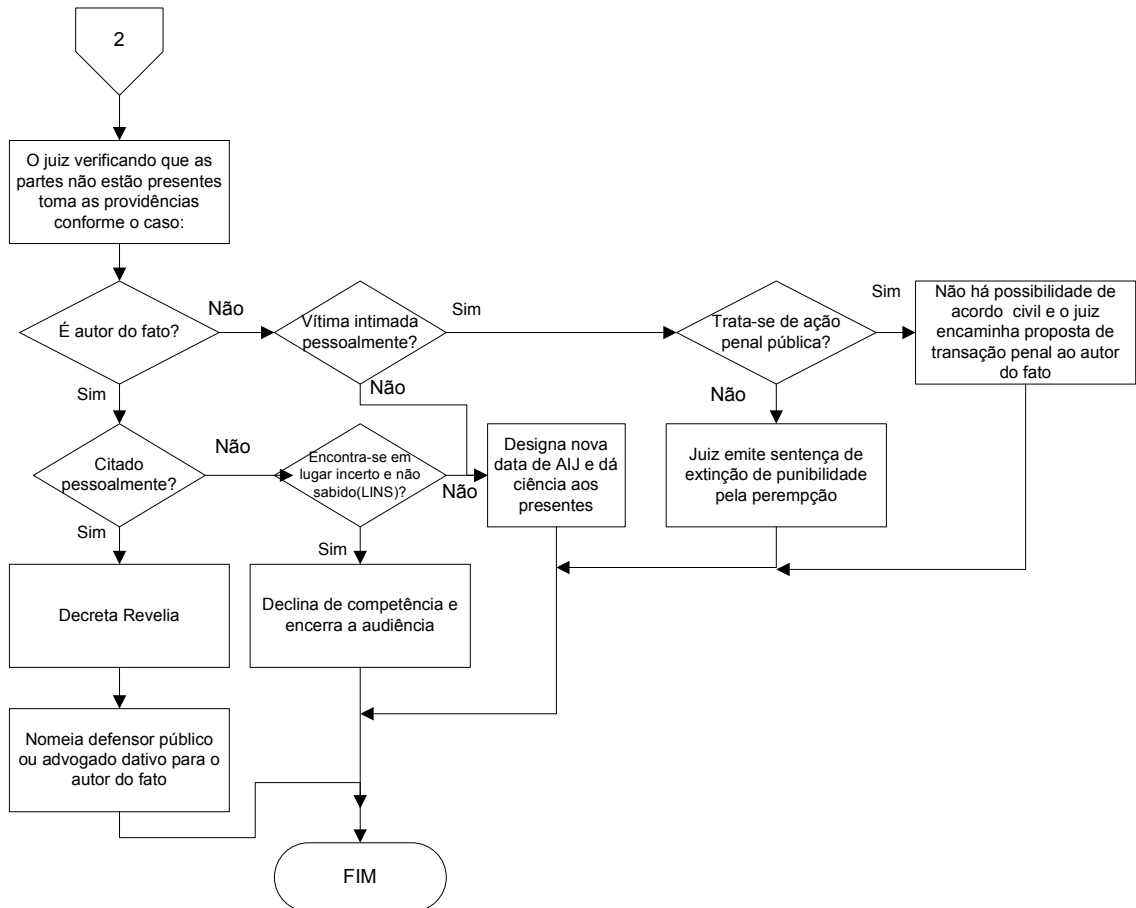 2
O juiz verificando que as
partes não estão presentes
toma as providências
conforme o caso:
É autor do fato?
Não
Vítima intimada
pessoalmente?
Sim
Trata-se de ação
penal pública?
Sim
Não há possibilidade de
acordo civil e o juiz
encaminha proposta de
transação penal ao autor
do fato
Sim
Não
Não
Citado
pessoalmente?
Não
Encontra-se em
lugar incerto e não
sabido(LINS)?
Não
Designa nova
data de AIJ e dá
ciência aos
presentes
Juiz emite sentença de
extinção de punibilidade
pela perempção
Sim
Sim
Decreta Revelia
Declina de competência e
encerra a audiência
Nomeia defensor público
ou advogado dativo para o
autor do fato
FIM